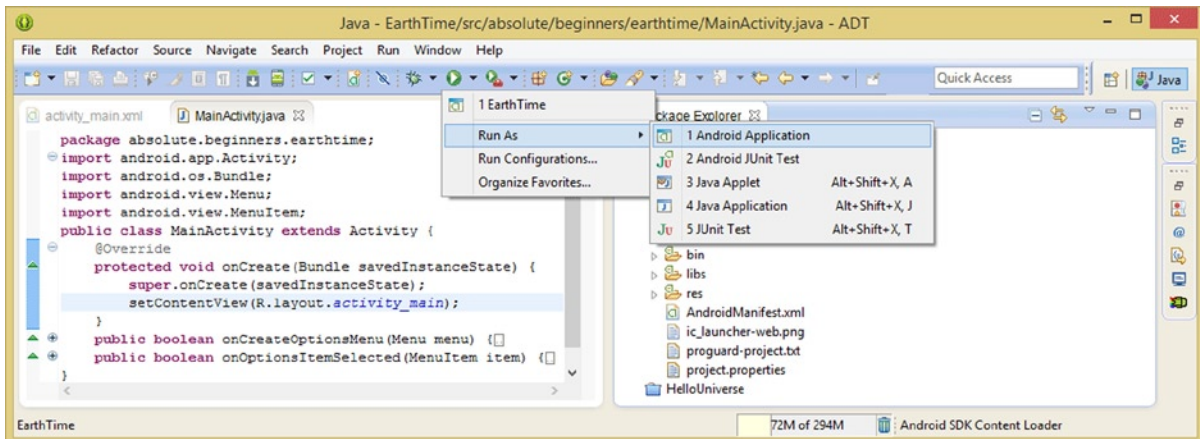 Java - EarthTime/src/absolute/beginners/earthtime/MainActivity.java - ADT
File Edit Refactor Source Navigate Search Project Run Window Help
Quick Access
Java
activity_main.xml
MainActivity.java
package absolute.beginners.earthtime;
import android.app.Activity;
import android.os.Bundle;
import android.view.Menu;
import android.view.MenuItem;
public class MainActivity extends Activity {
@Override
protected void onCreate(Bundle savedInstanceState) {
super.onCreate(savedInstanceState);
setContentView(R.layout.activity_main);
}
public boolean onCreateOptionsMenu(Menu menu) {
public boolean onOptionsItemSelected(MenuItem item) {
}
1 EarthTime
Run As
Run Configurations...
Organize Favorites...
ckage Explorer
1 Android Application
2 Android JUnit Test
3 Java Applet Alt+Shift+X, A
4 Java Application Alt+Shift+X, J
5 JUnit Test Alt+Shift+X, T
bin
libs
res
AndroidManifest.xml
ic_launcher-web.png
proguard-project.txt
project.properties
HelloUniverse
EarthTime
72M of 294M
Android SDK Content Loader